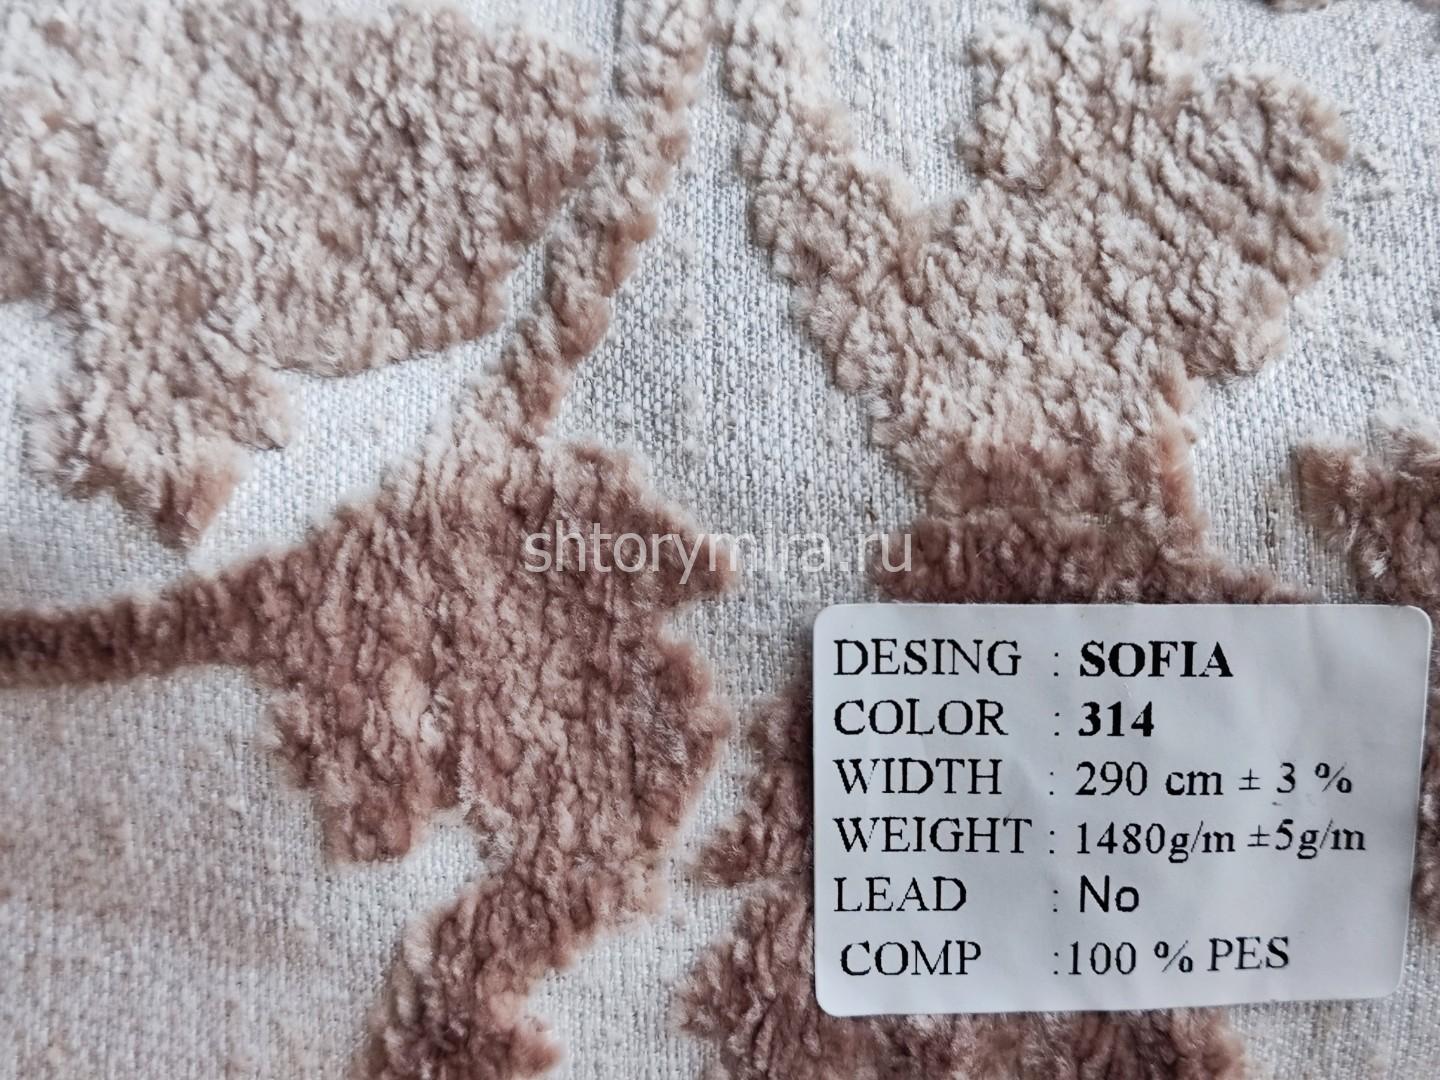 shtorymira.ru
DESING : SOFIA
COLOR : 314
WIDTH : 290 cm ± 3 %
WEIGHT : 1480g/m ±5g/m
LEAD : No
COMP :100 % PES